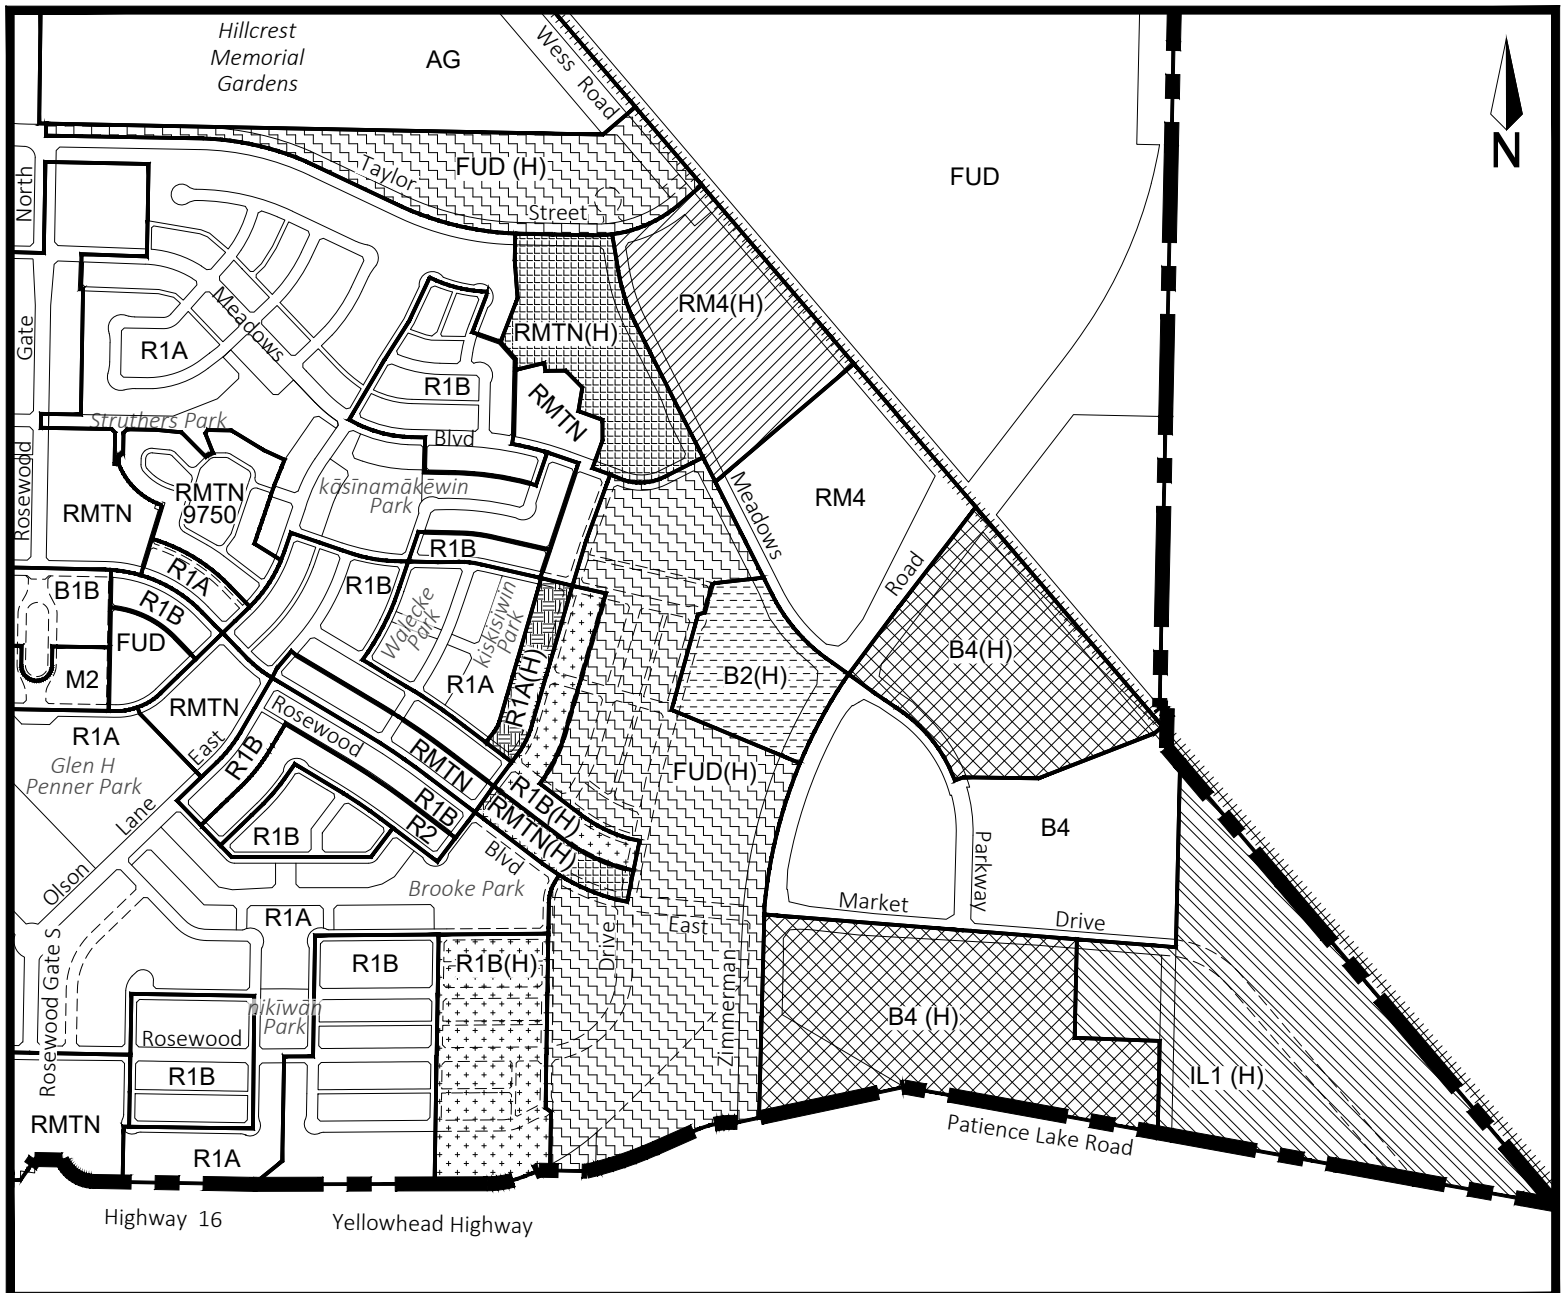 Hillcrest
Memorial
Gardens
AG
Wess Road
FUD
N
North
Taylor
FUD (H)
Street
Gate
Meadows
R1A
RM4(H)
RMTN(H)
R1B
RMTN
Struthers Park
Blvd
Rosewood
RMTN
RMTN
9750
kāsīnamākēwin
Park
Meadows
RM4
R1B
R1A
R1B
Road
B1B
R1B
Walecke
Park
kiskisiwin
Park
FUD
M2
R1A
R1A(H)
B2(H)
B4(H)
RMTN
Rosewood
R1A
East
R1B
Glen H
Penner Park
RMTN
FUD(H)
R1B
R1B(H)
RMTN(H)
Lane
R1B
R2
B4
Blvd
Parkway
Olson
Brooke Park
R1A
Market
Drive
East
Drive
Rosewood Gate S
R1B
R1B(H)
Zimmerman
nikīwān
Park
Rosewood
B4 (H)
R1B
IL1 (H)
RMTN
R1A
Patience Lake Road
Highway 16
Yellowhead Highway